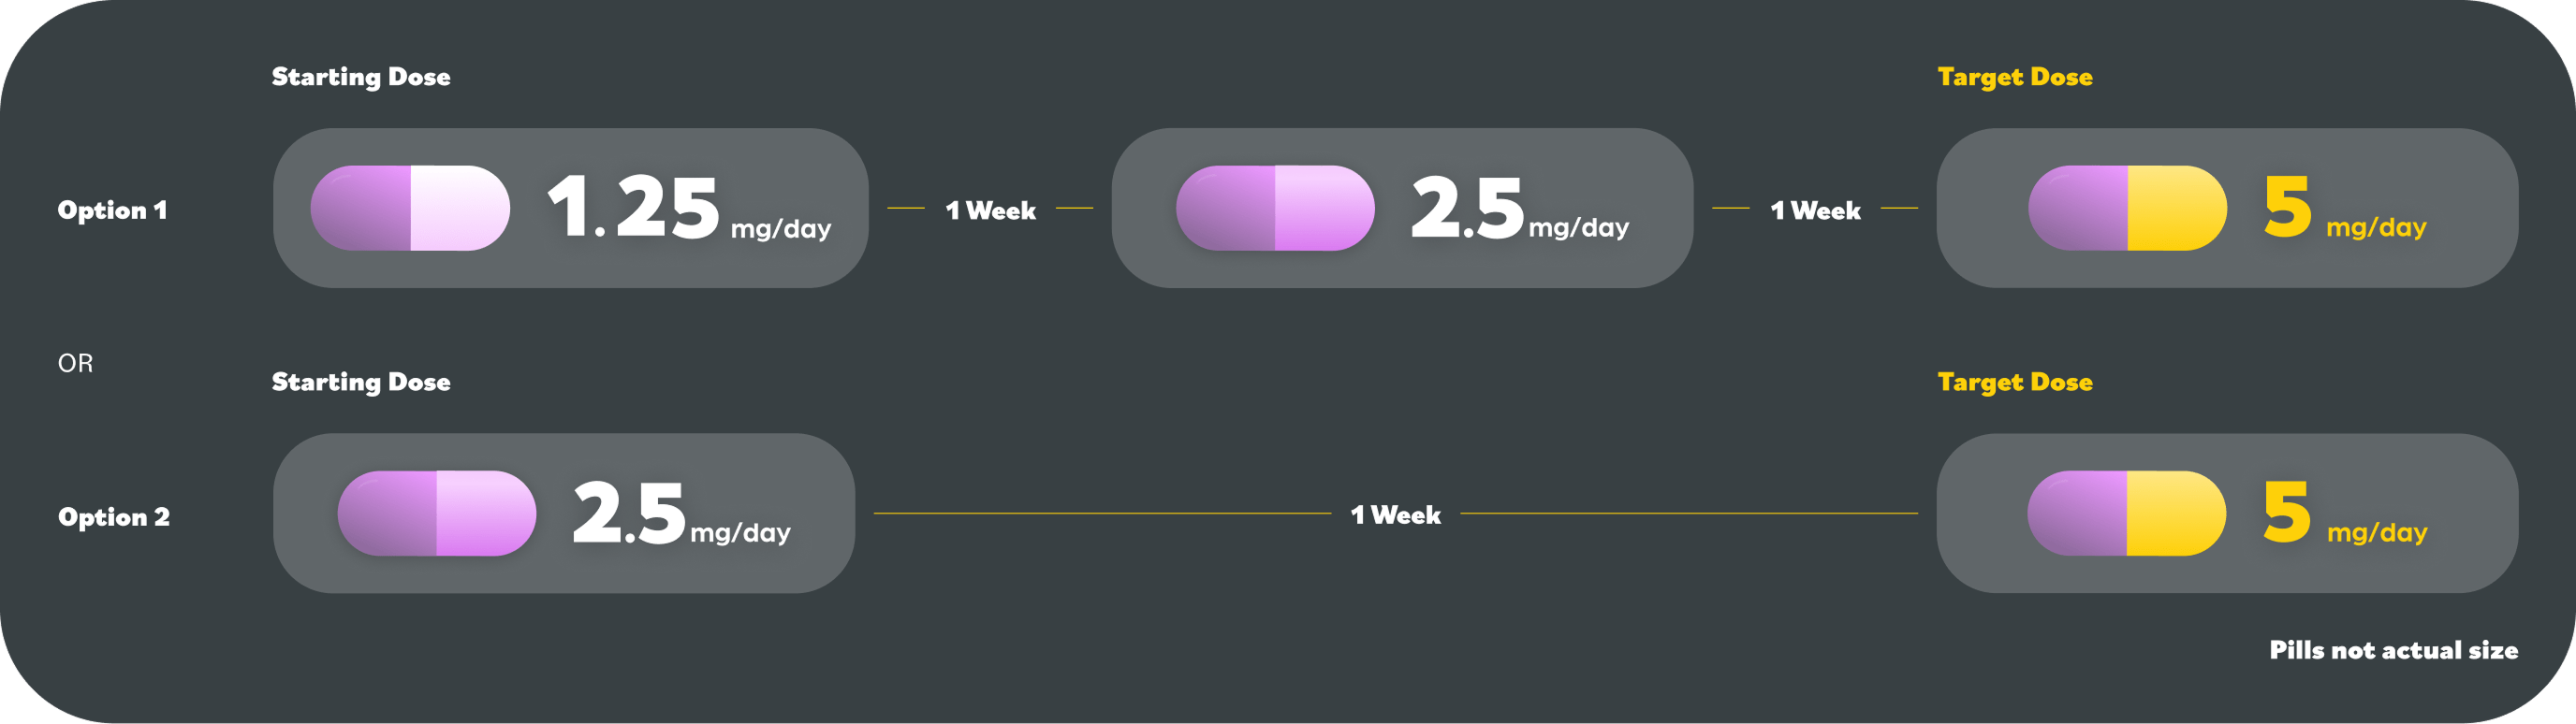 Starting Dose
Target Dose
Option 1
1.25 mg/day
1 Week
2.5 mg/day
1 Week
5 mg/day
OR
Starting Dose
Target Dose
Option 2
2.5 mg/day
1 Week
5 mg/day
Pills not actual size